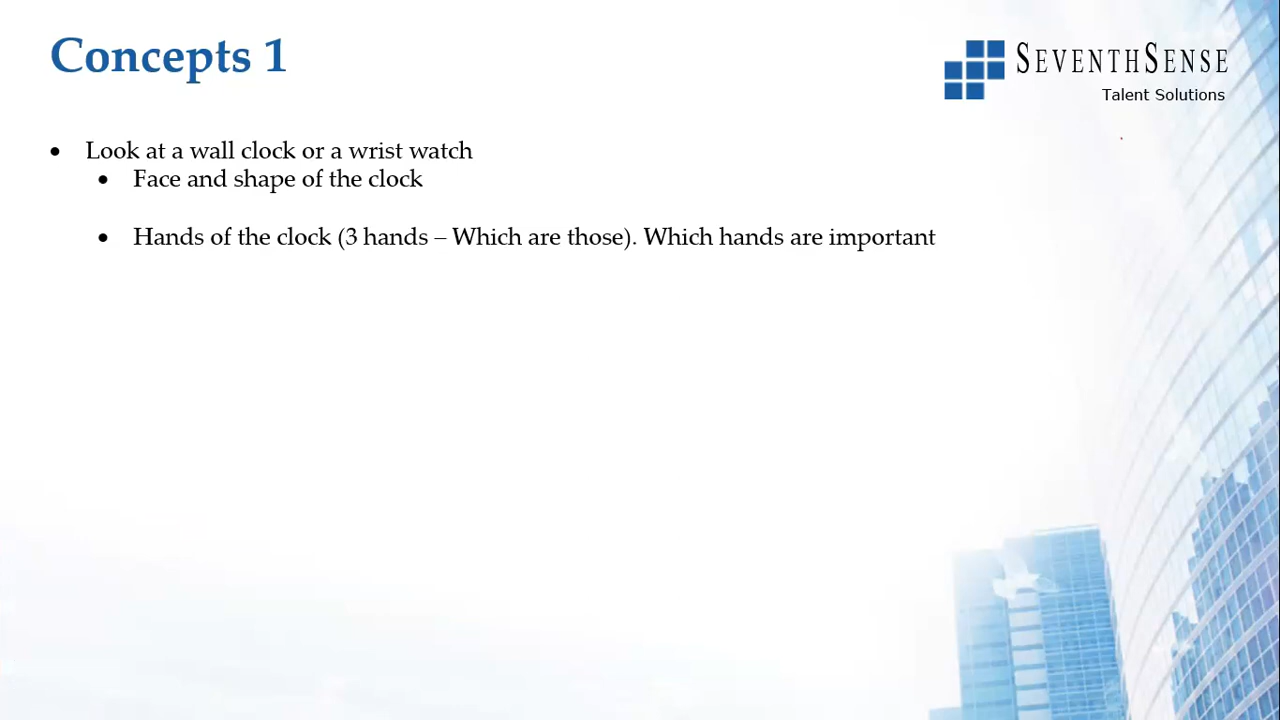 Concepts 1
SEVENTHSENSE
Talent Solutions
• Look at a wall clock or a wrist watch
• Face and shape of the clock
• Hands of the clock (3 hands – Which are those). Which hands are important